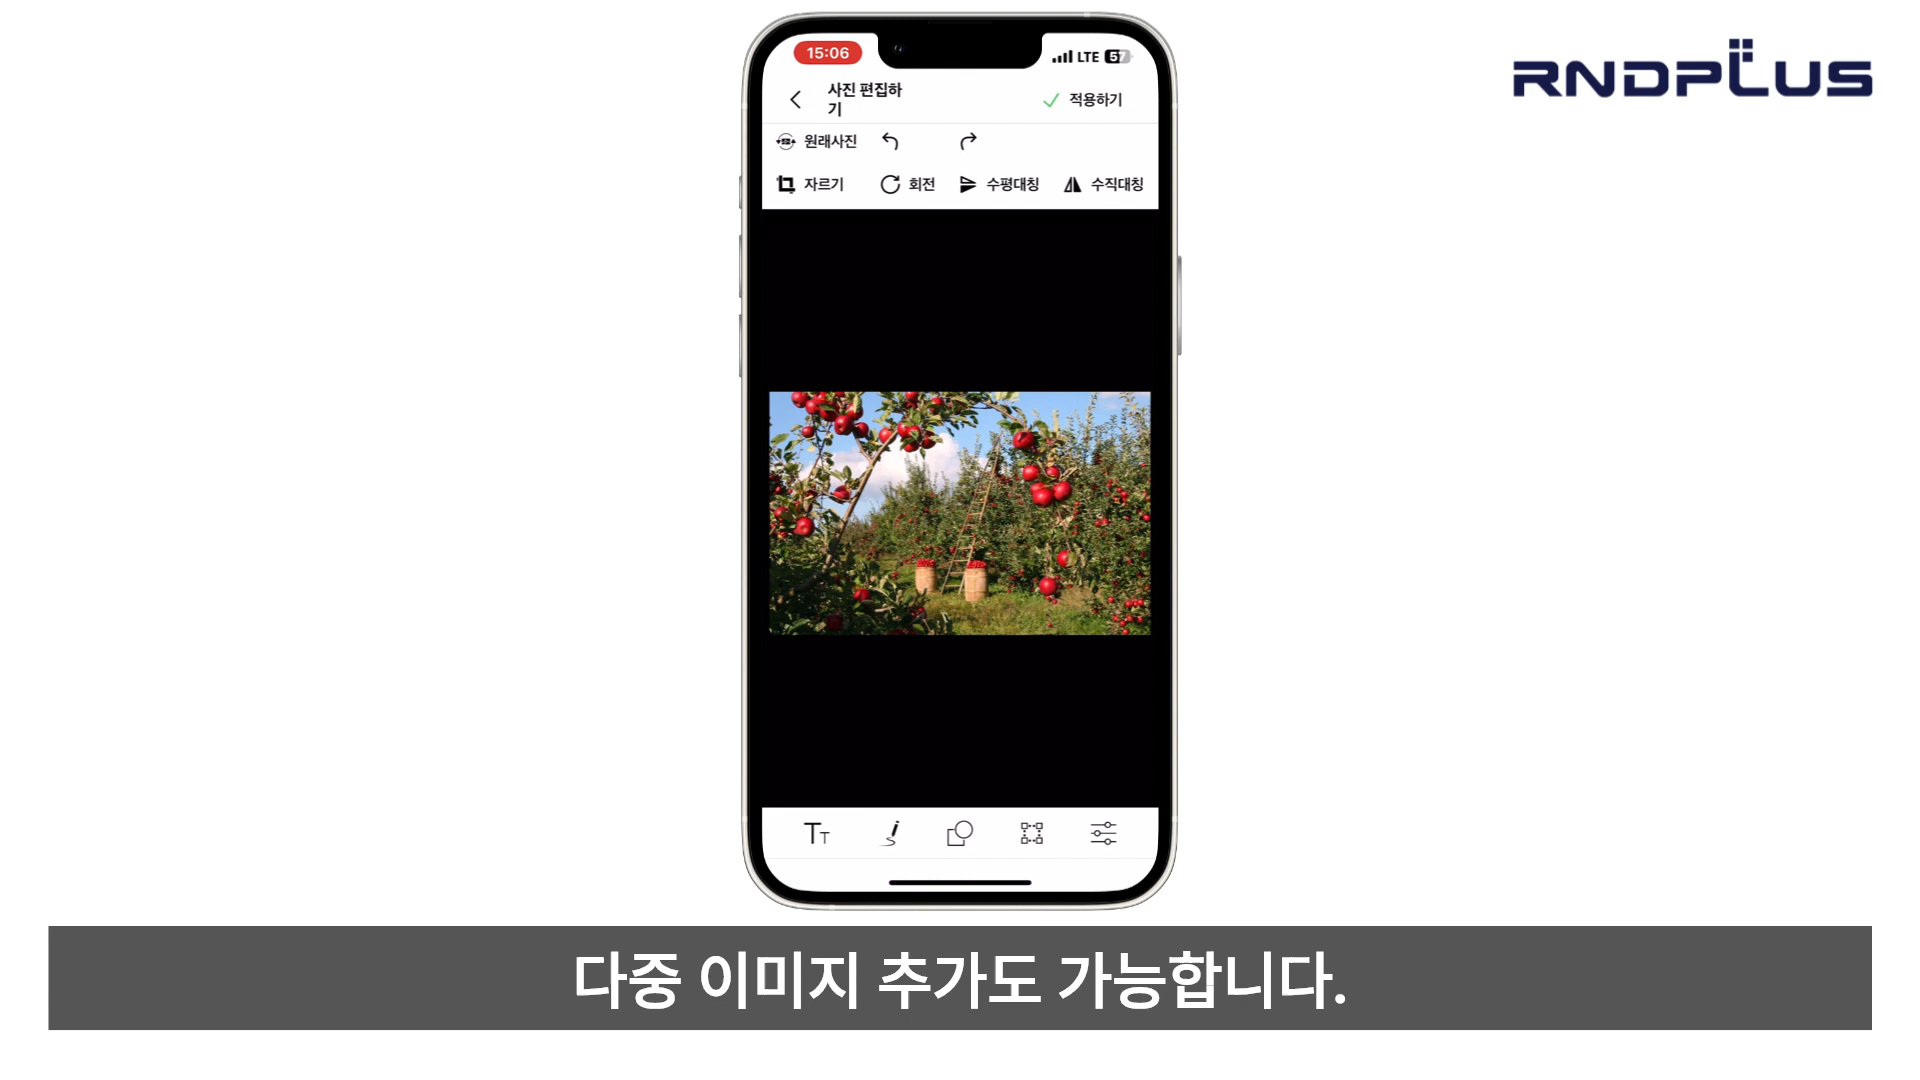 RNDPLUS
15:06
LTE 57
사진 편집하
기
적용하기
원래사진
자르기 회전 수평대칭 수직대칭
TT
다중 이미지 추가도 가능합니다.